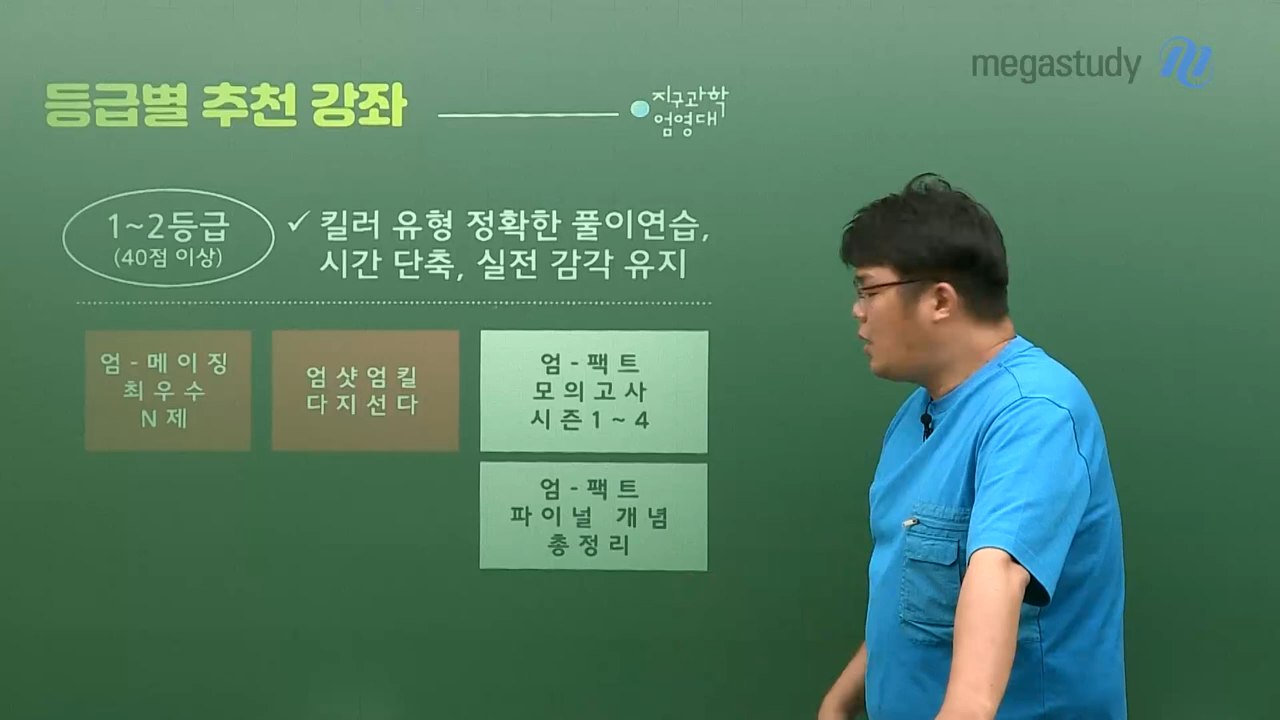 megastudy
등급별 추천 강좌
지구과학
엄영대
1~2등급
(40점 이상)
✓ 킬러 유형 정확한 풀이연습,
시간 단축, 실전 감각 유지
엄-메이징
최우수
N제
엄샷엄킬
다지선다
엄-팩트
모의고사
시즌1~4
엄-팩트
파이널 개념
총정리